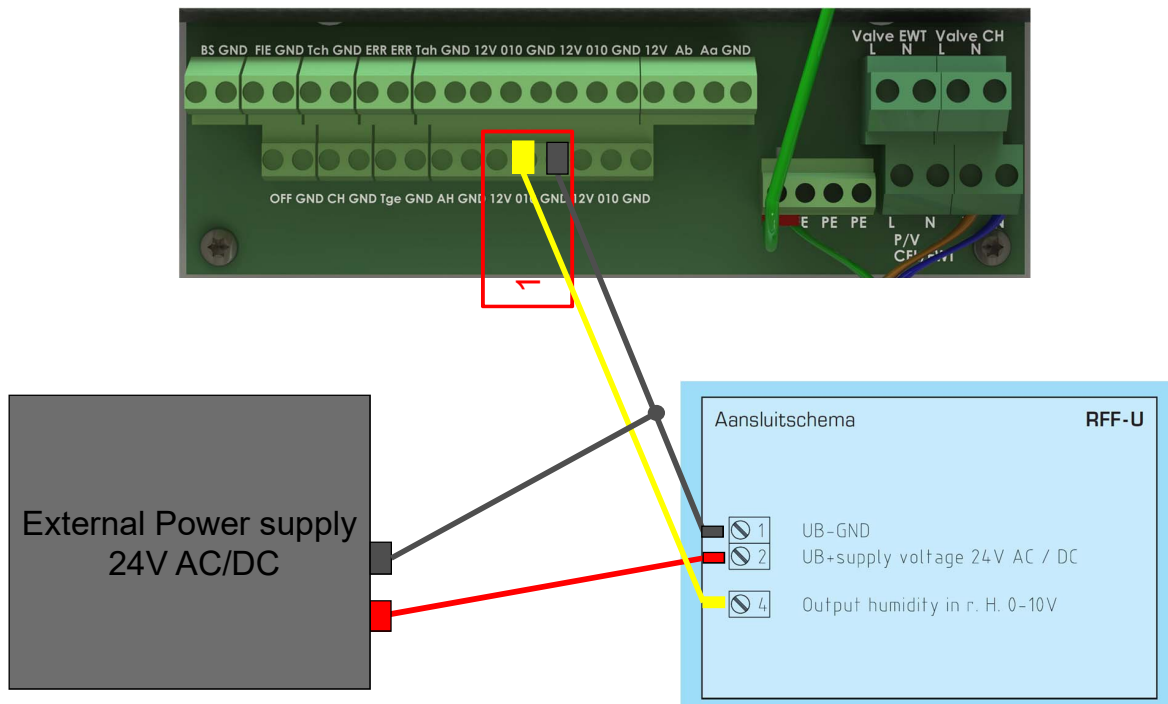 Valve EWT Valve CH
L N L N
BS GND FIE GND Tch GND ERR ERR Tah GND 12V 010 GND 12V 010 GND 12V Ab Aa GND
OFF GND CH GND Tge GND AH GND 12V 010 GND 12V 010 GND
E PE PE L N N
P/V
1
Aansluitschema RFF-U
External Power supply
24V AC/DC
1 UB-GND
2 UB+supply voltage 24V AC / DC
4 Output humidity in r. H. 0-10V